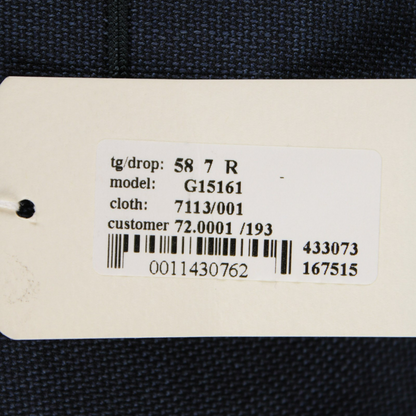 tg/drop: 58 7 R
model: G15161
cloth: 7113/001
customer 72.0001 /193
433073
0011430762 167515